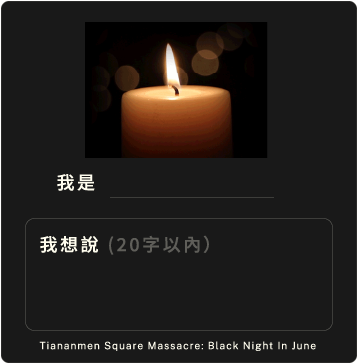 我是
我想說 (20字以內)
Tiananmen Square Massacre: Black Night In June